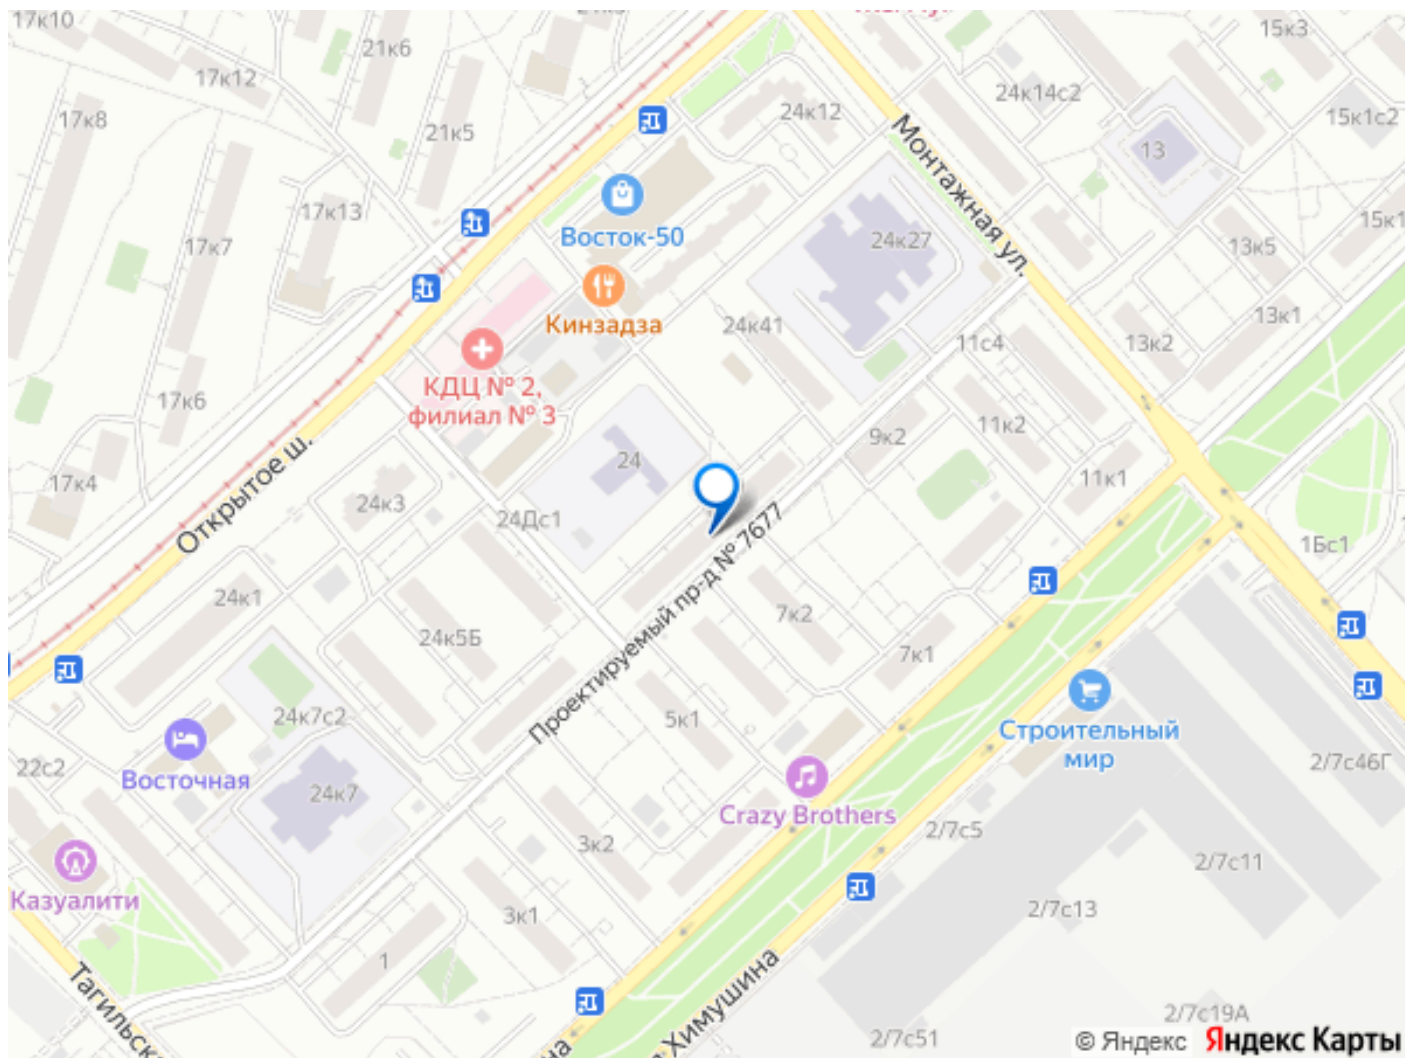 17к10
21к6
15к3
17к12
24к14с2
17к8
24к12
15к1с2
21к5
Монтажная ул.
13
17к13
15к1
17к7
Восток-50
24к27
13к5
Кинзадза
24к41
13к1
11с4
13к2
КДЦ № 2,
филиал № 3
17к6
11к2
9к2
Открытое ш.
24
17к4
11к1
24к3
24Дс1
Проектируемый пр-д № 7677
1Бс1
24к1
7к2
24к5Б
7к1
24к7с2
5к1
Строительный
мир
22с2
Восточная
2/7с46Г
24к7
Crazy Brothers
2/7с5
3к2
2/7с11
Казуалити
3к1
2/7с13
1
Химушина
2/7с19А
2/7с51
© Яндекс
Яндекс Карты